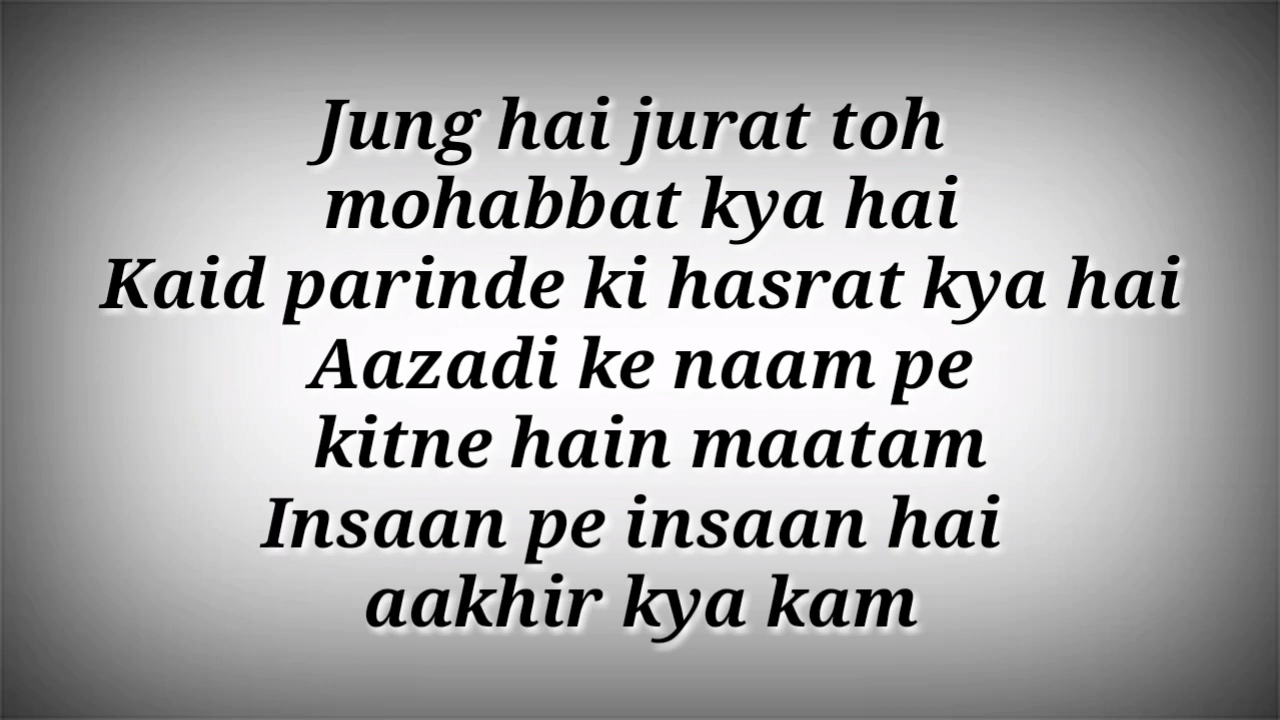 Jung hai jurat toh
mohabbat kya hai
Kaid parinde ki hasrat kya hai
Aazadi ke naam pe
kitne hain maatam
Insaan pe insaan hai
aakhir kya kam